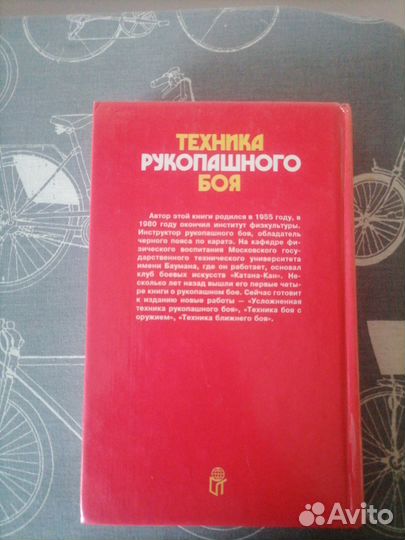 ТЕХНИКА
РУКОПАШНОГО
БОЯ
Автор этой книги родился в 1955 году, в
1980 году окончил институт физкультуры.
Инструктор рукопашного боя, обладатель
черного пояса по каратэ. На кафедре фи-
зического воспитания Московского госу-
дарственного технического университета
имени Баумана, где он работает, основал
клуб боевых искусств «Катана-Кан». Не-
сколько лет назад вышли его первые четы-
ре книги о рукопашном бое. Сейчас готовит
к изданию новые работы — «Усложненная
техника рукопашного боя», «Техника боя с
оружием», «Техника ближнего боя».
Avito